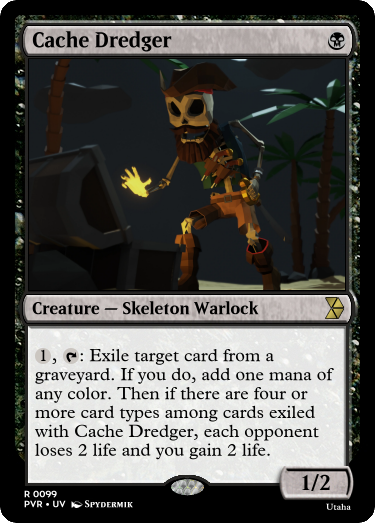 Cache Dredger
Creature — Skeleton Warlock
1 , : Exile target card from a
graveyard. If you do, add one mana of
any color. Then if there are four or
more card types among cards exiled
with Cache Dredger, each opponent
loses 2 life and you gain 2 life.
1/2
R 0099
PVR • UV Spydermik
Utaha